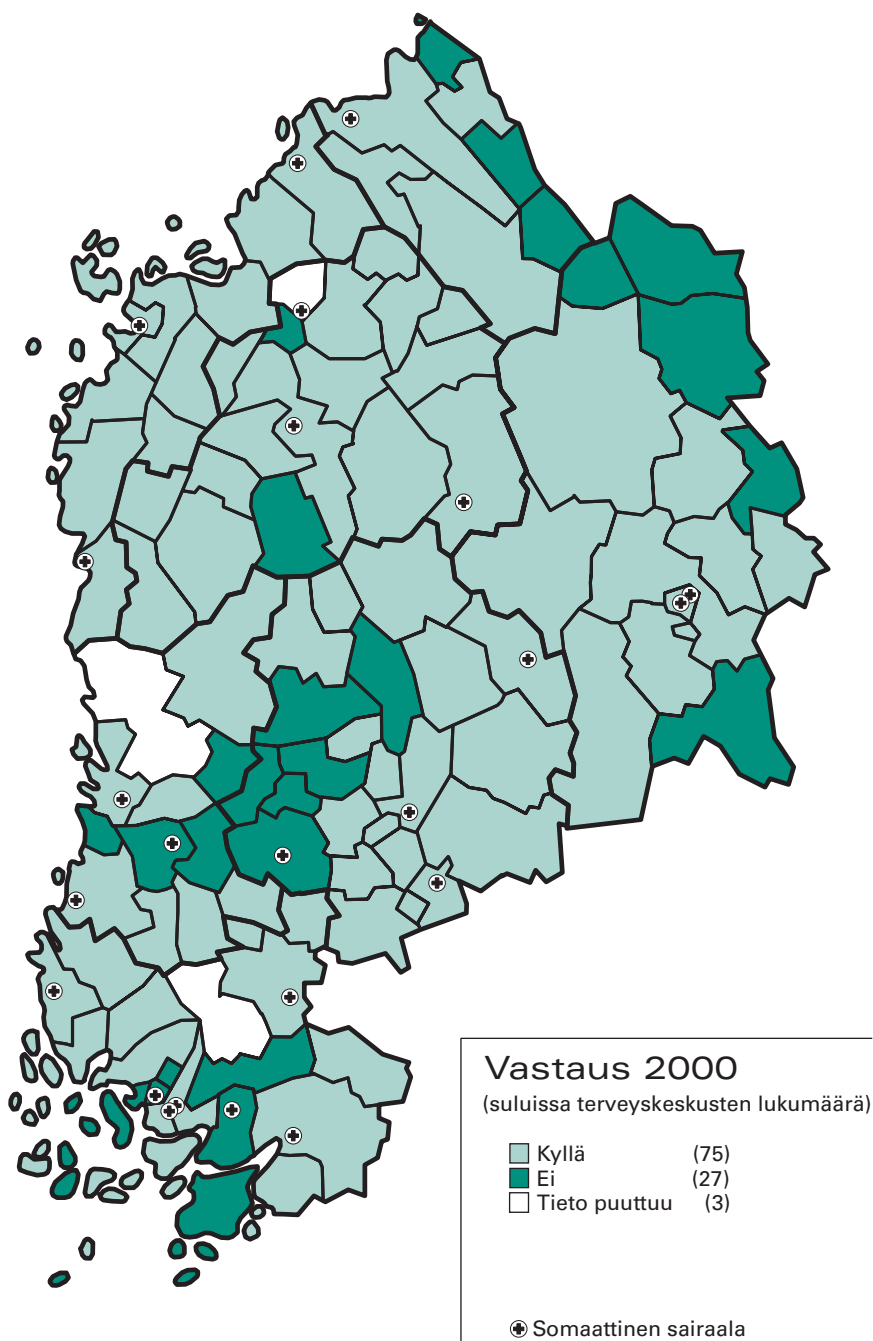 Vastaus 2000
(suluissa terveyskeskusten lukumäärä)
Kyllä (75)
Ei (27)
Tieto puuttuu (3)
Somaattinen sairaala